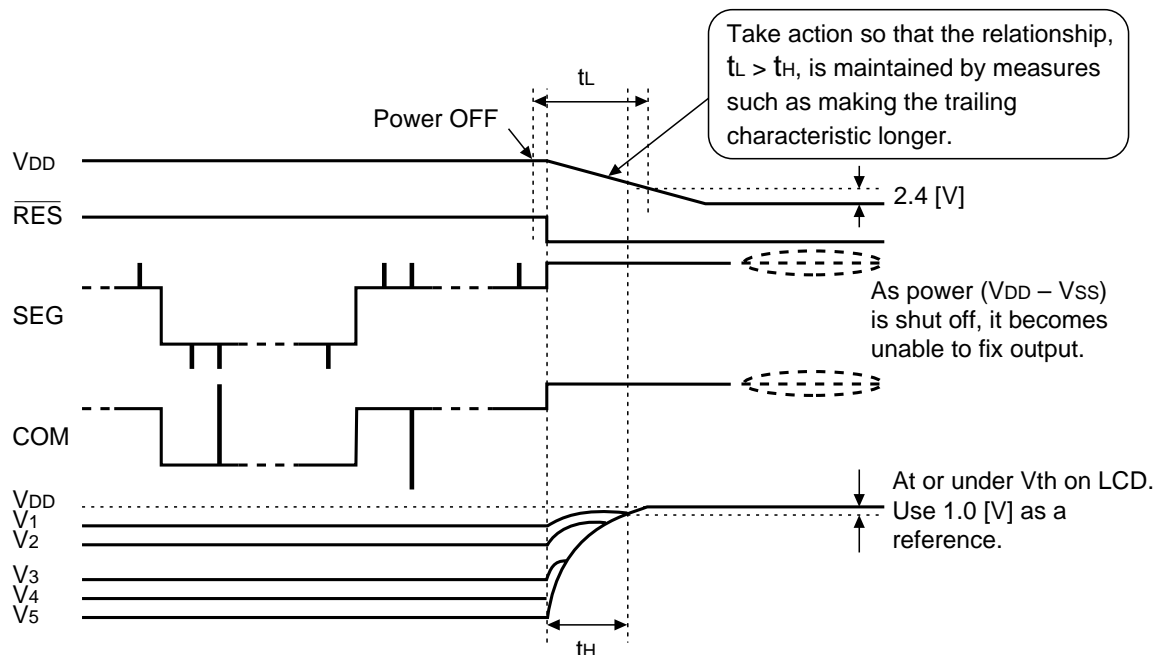 Take action so that the relationship,
tL > tH, is maintained by measures
such as making the trailing
characteristic longer.
tL
Power OFF
VDD
2.4 [V]
RES
SEG
As power (VDD – VSS)
is shut off, it becomes
unable to fix output.
COM
At or under Vth on LCD.
Use 1.0 [V] as a
reference.
VDD
V1
V2
V3
V4
V5
tH